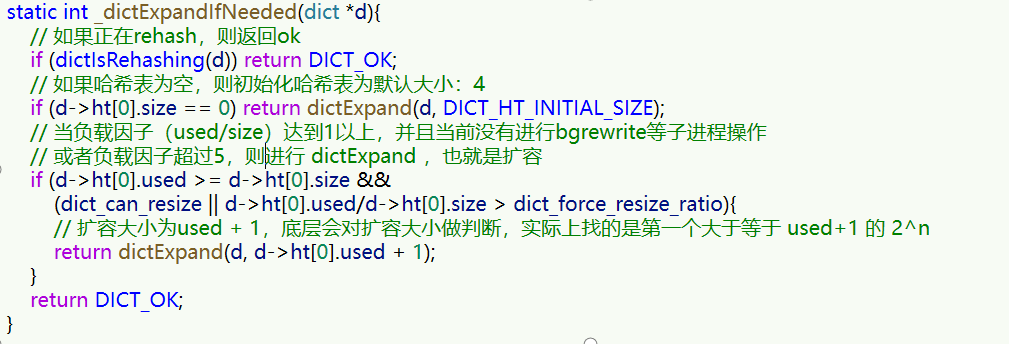 static int _dictExpandIfNeeded(dict *d){
// 如果正在rehash，则返回ok
if (dictIsRehashing(d)) return DICT_OK;
// 如果哈希表为空，则初始化哈希表为默认大小：4
if (d->ht[0].size == 0) return dictExpand(d, DICT_HT_INITIAL_SIZE);
// 当负载因子（used/size）达到1以上，并且当前没有进行bgrewrite等子进程操作
// 或者负载因子超过5，则进行 dictExpand ，也就是扩容
if (d->ht[0].used >= d->ht[0].size &&
(dict_can_resize || d->ht[0].used/d->ht[0].size > dict_force_resize_ratio){
// 扩容大小为used + 1，底层会对扩容大小做判断，实际上找的是第一个大于等于 used+1 的 2^n
return dictExpand(d, d->ht[0].used + 1);
}
return DICT_OK;
}